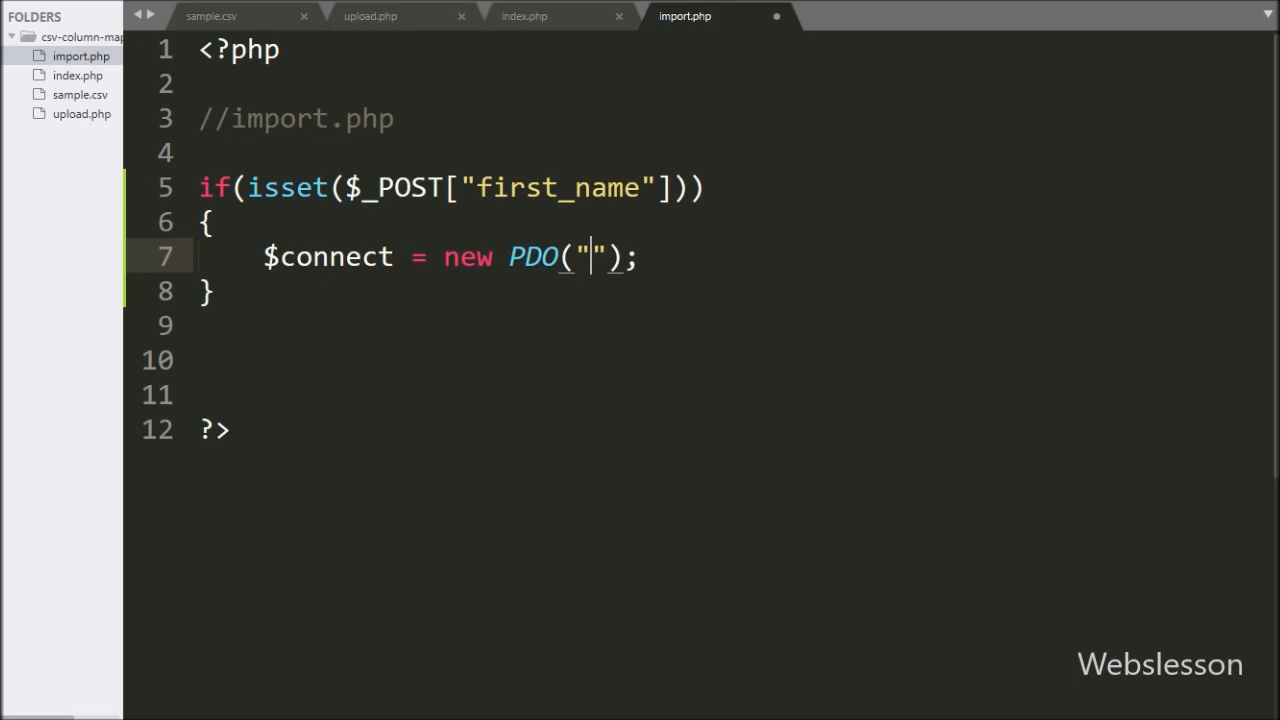 FOLDERS
csv-column-map
import.php
index.php
sample.csv
upload.php
sample.csv × upload.php × index.php × import.php
1 <?php
2
3 //import.php
4
5 if(isset($_POST["first_name"]))
6 {
7 $connect = new PDO("");
8 }
9
10
11
12 ?>
Webslesson